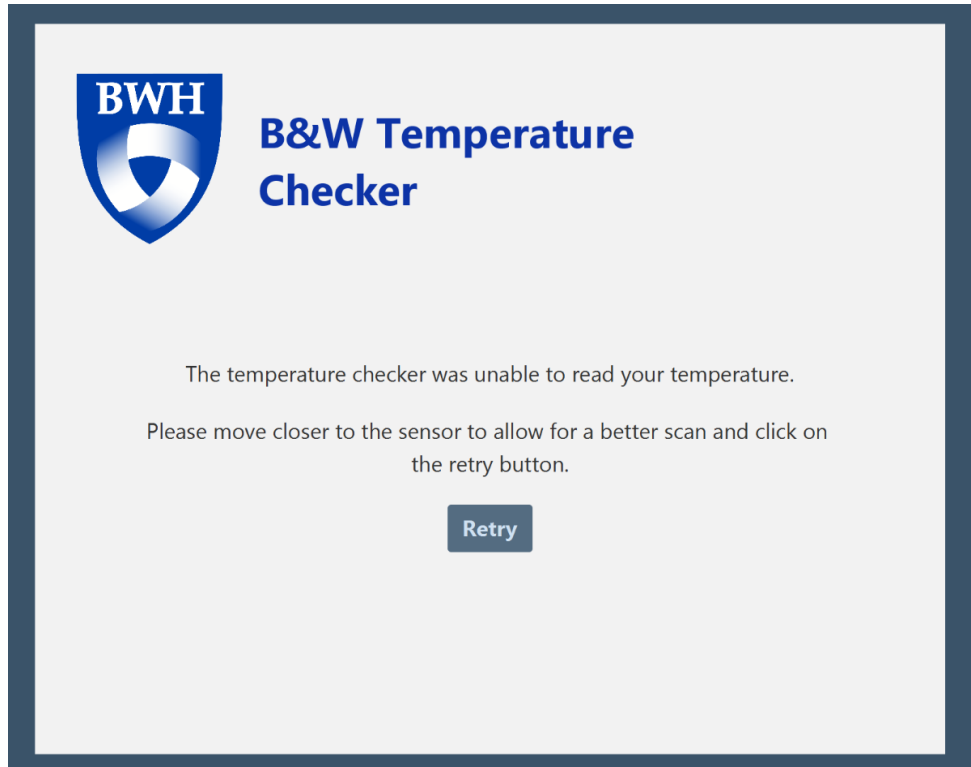 BWH
B&W Temperature
Checker
The temperature checker was unable to read your temperature.
Please move closer to the sensor to allow for a better scan and click on
the retry button.
Retry